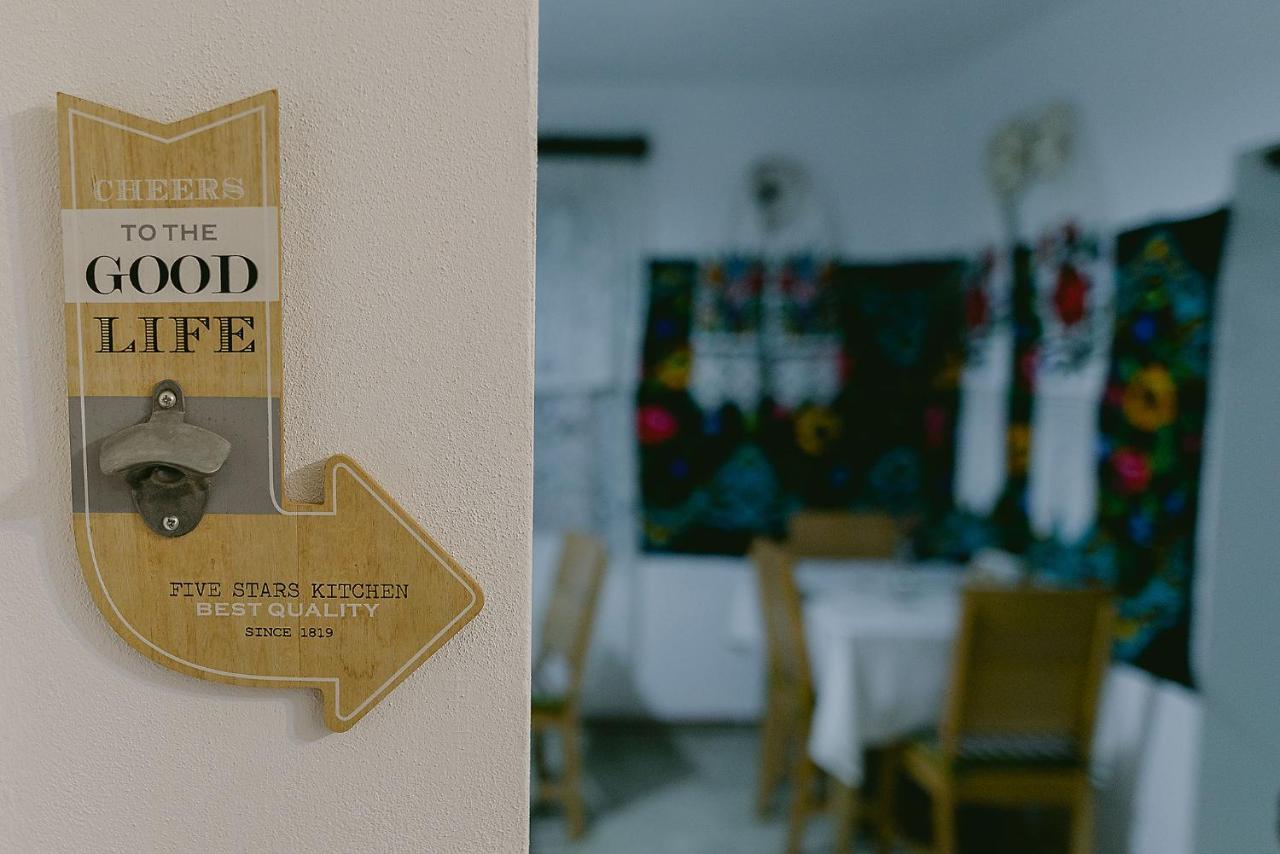 CHEERS
TO THE
GOOD
LIFE
FIVE STARS KITCHEN
BEST QUALITY
SINCE 1819